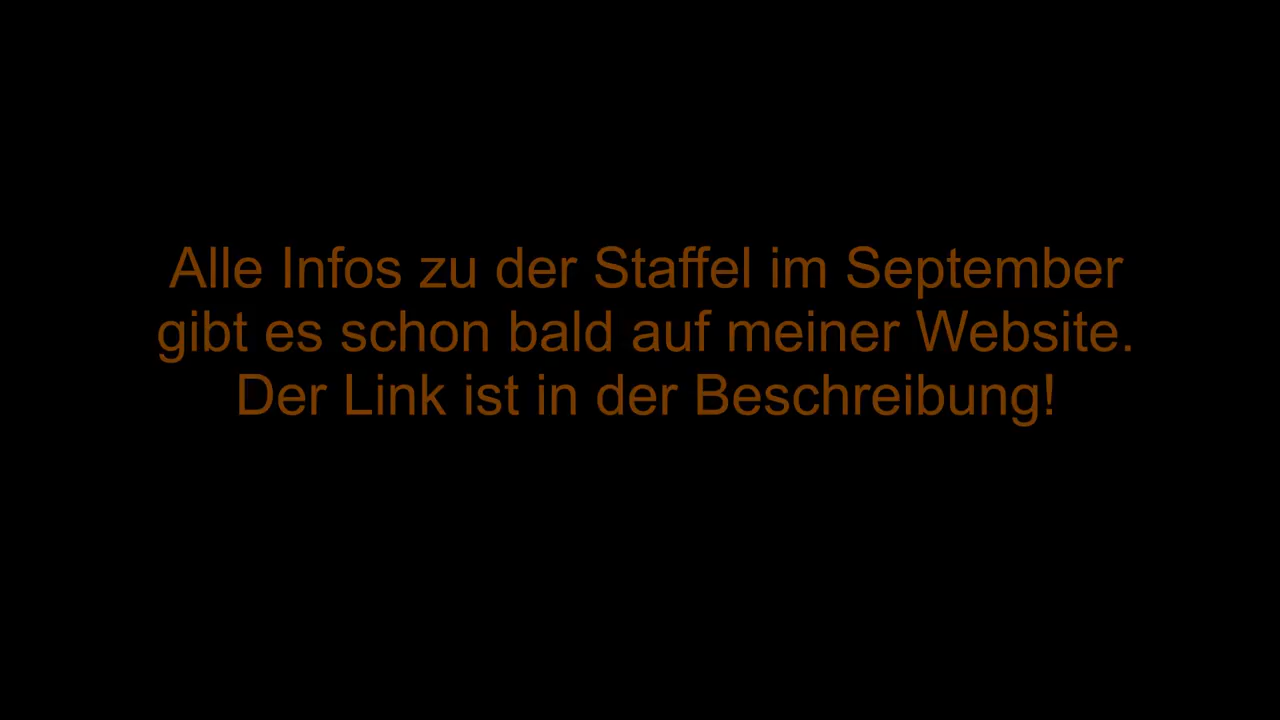 Alle Infos zu der Staffel im September
gibt es schon bald auf meiner Website.
Der Link ist in der Beschreibung!